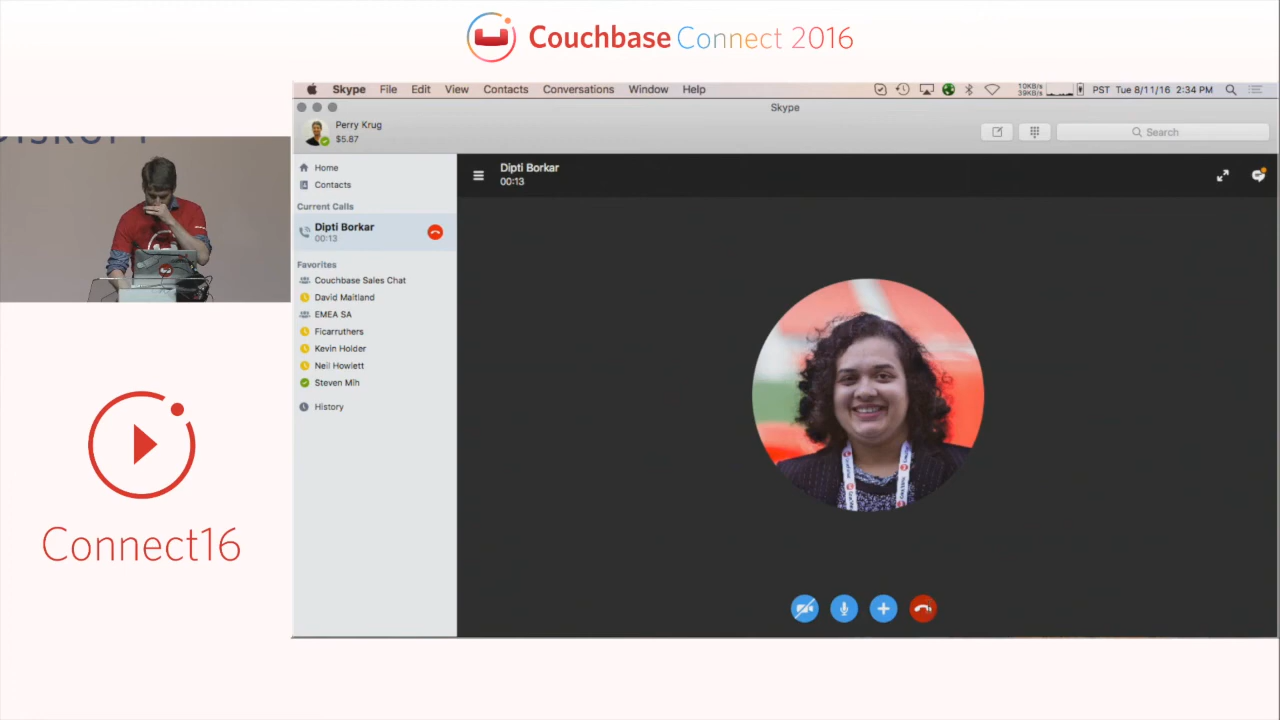 Couchbase Connect 2016
Skype File Edit View Contacts Conversations Window Help
10KB/s
39KB/s
PST Tue 8/11/16 2:34 PM
Skype
Perry Krug
$5.87
Search
Home
Contacts
Current Calls
Dipti Borkar
00:13
Favorites
Couchbase Sales Chat
David Maitland
EMEA SA
Ficarruthers
Kevin Holder
Neil Howlett
Steven Mih
History
Dipti Borkar
00:13
Connect16